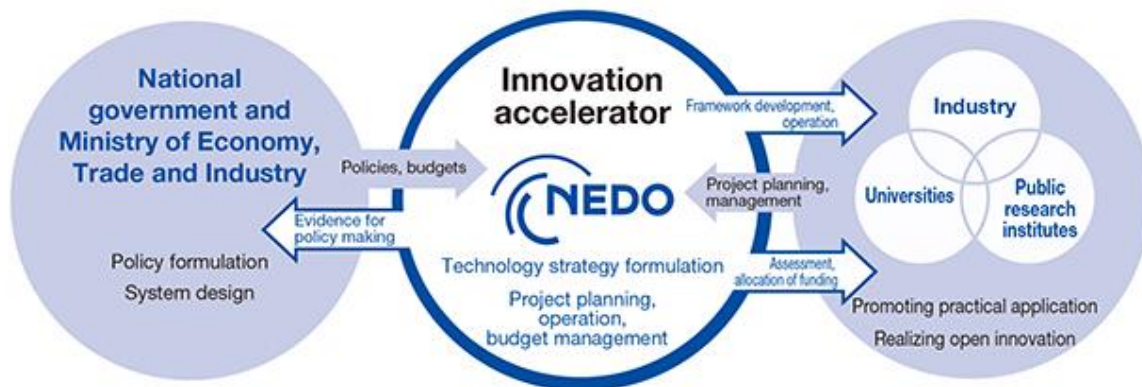 National
government and
Ministry of Economy,
Trade and Industry
Policy formulation
System design
Policies, budgets
Evidence for
policy making
Innovation
accelerator
NEDO
Technology strategy formulation
Project planning,
operation,
budget management
Framework development,
operation
Project planning,
management
Assessment,
allocation of funding
Industry
Universities
Public
research
institutes
Promoting practical application
Realizing open innovation